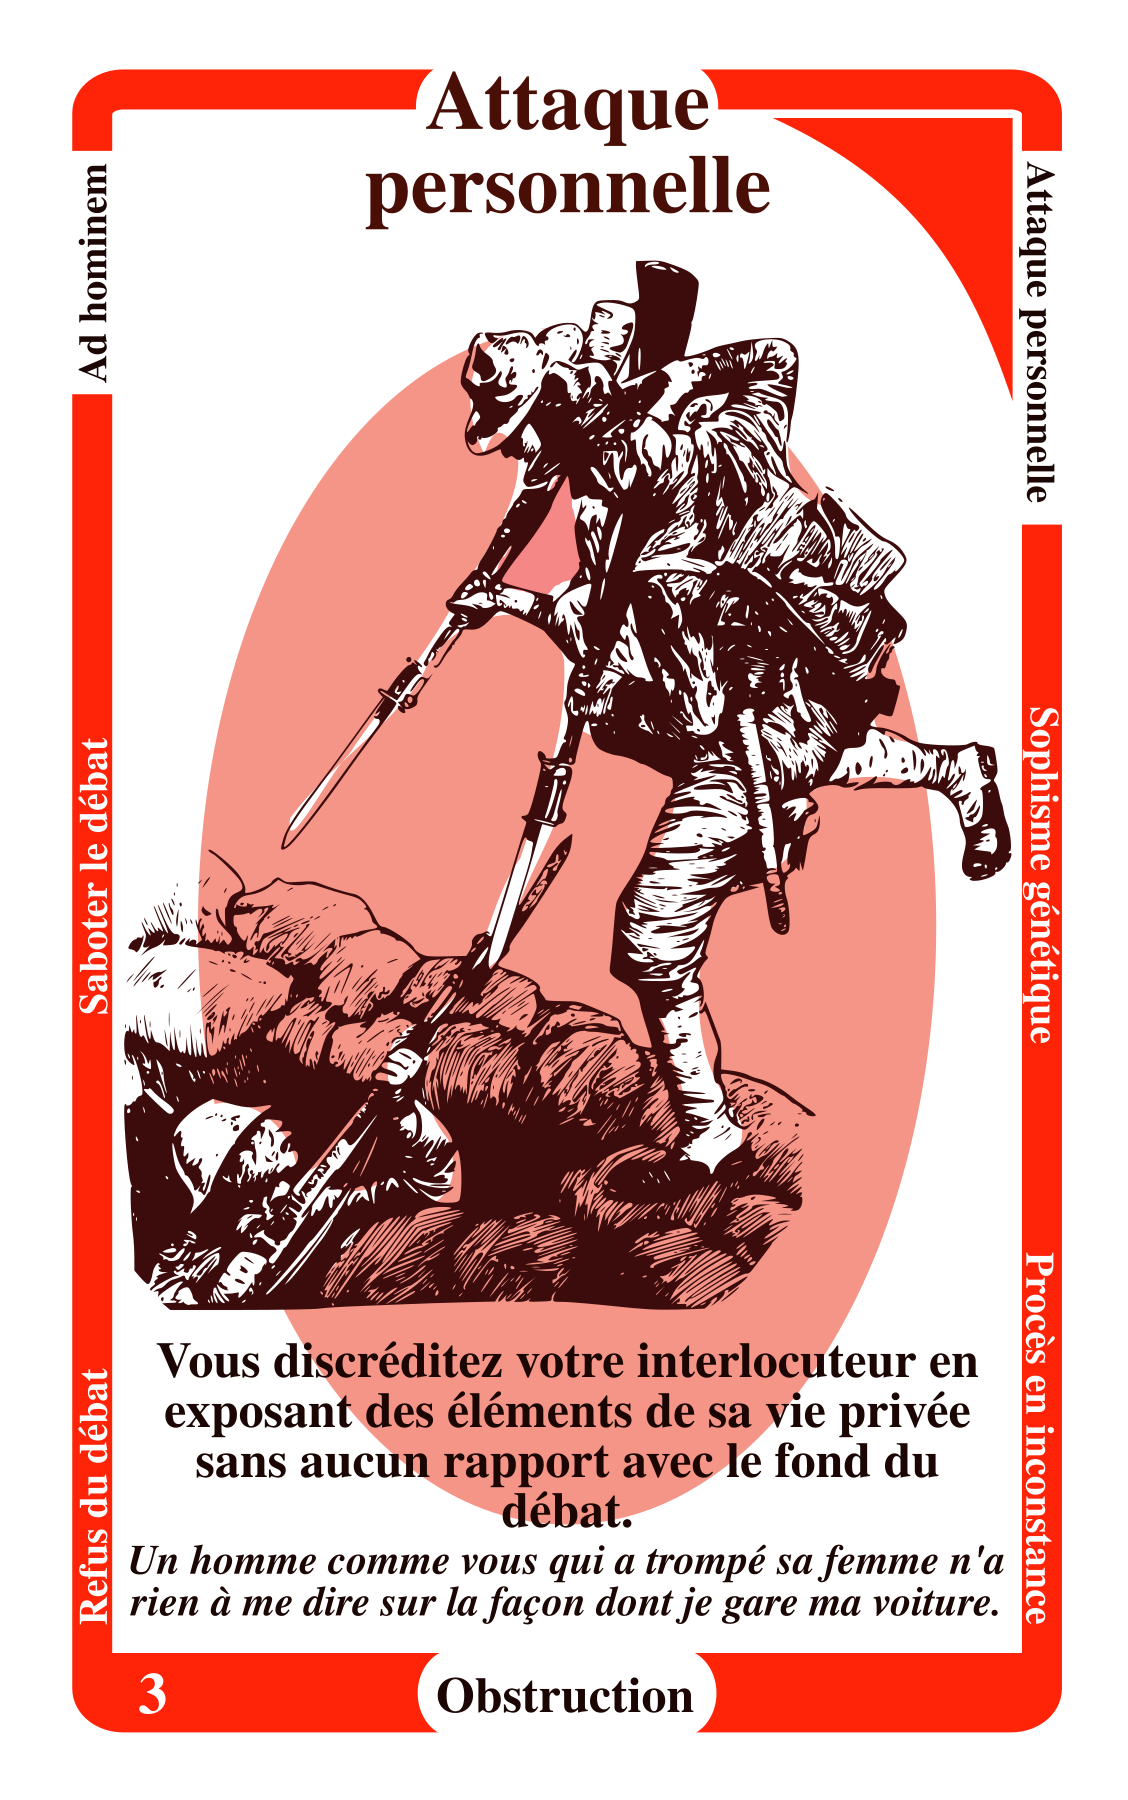 Attaque
personnelle
Ad hominem
Saboter le débat
Refus du débat
Attaque personnelle
Sophisme génétique
Procès en inconstance
Vous discréditez votre interlocuteur en
exposant des éléments de sa vie privée
sans aucun rapport avec le fond du
débat.
Un homme comme vous qui a trompé sa femme n'a
rien à me dire sur la façon dont je gare ma voiture.
3
Obstruction